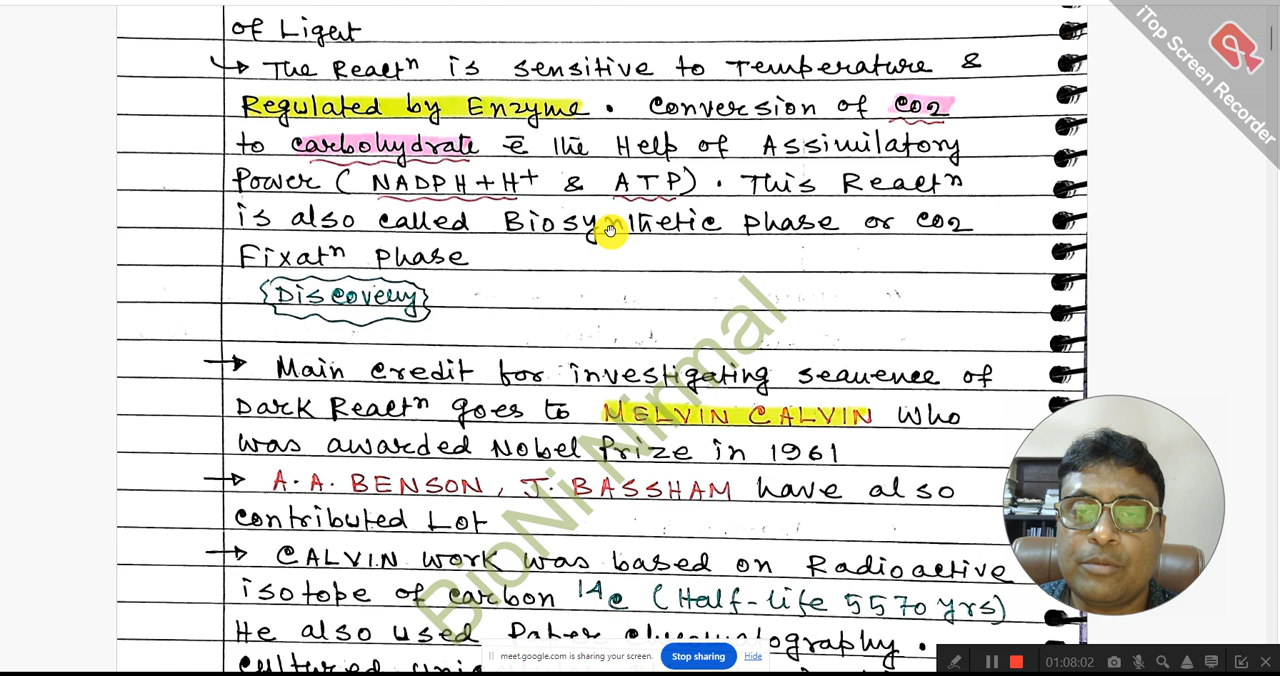 of Light
→ The Reactn is sensitive to Temperature &
Regulated by Enzyme. Conversion of CO2
to carbohydrate c̄ the Help of Assimilatory
Power (NADPH+H+ & ATP). This Reactn
is also called Biosynthetic phase or CO2
Fixatn phase
Discovery
→ Main credit for investigating sequence of
Dark Reactn goes to MELVIN CALVIN who
was awarded Nobel Prize in 1961
→ A.A. BENSON, J. BASSHAM have also
contributed Lot
→ CALVIN work was based on Radioactive
isotope of carbon 14c (Half-life 5570 yrs)
He also used Paper chromatography.
cultured
BioNi Nirmal
iTop Screen Recorder
meet.google.com is sharing your screen.
Stop sharing
Hide
01:08:02